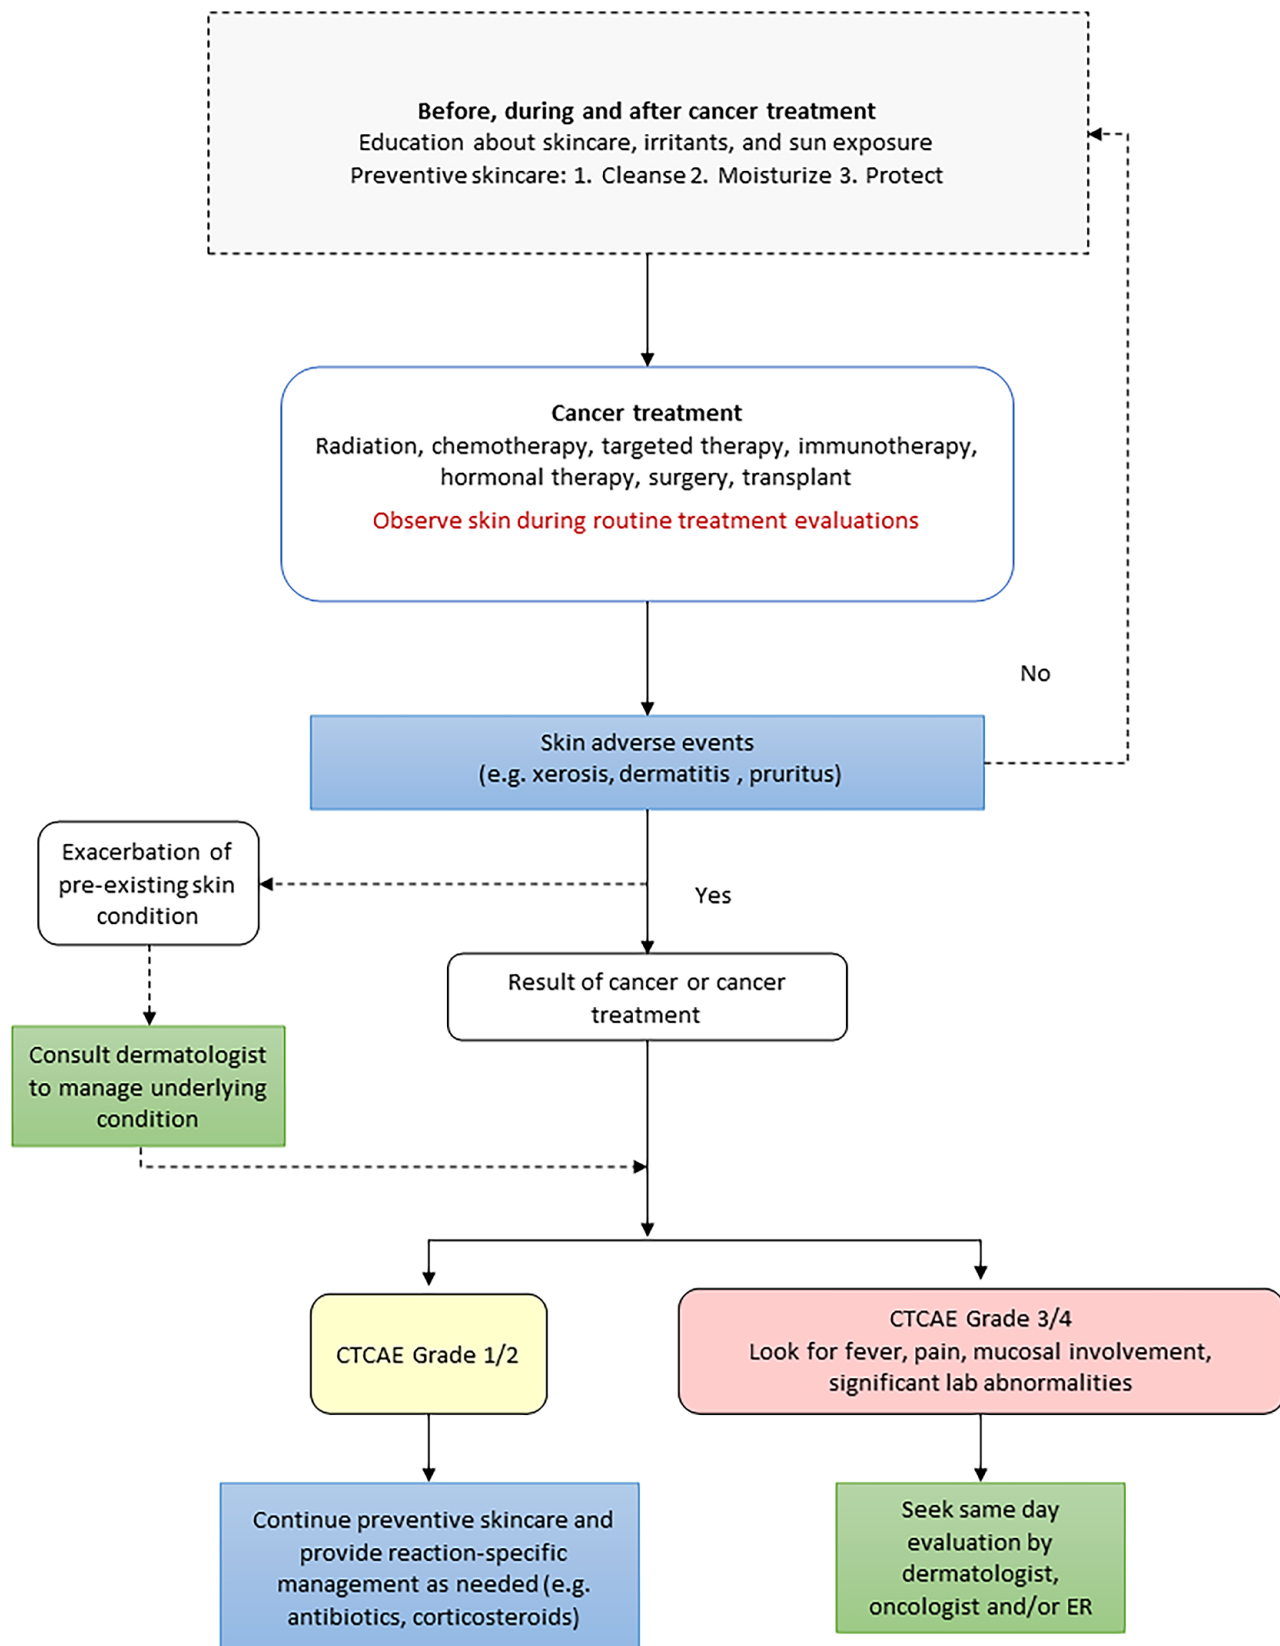 Before, during and after cancer treatment
Education about skincare, irritants, and sun exposure
Preventive skincare: 1. Cleanse 2. Moisturize 3. Protect
Cancer treatment
Radiation, chemotherapy, targeted therapy, immunotherapy,
hormonal therapy, surgery, transplant
Observe skin during routine treatment evaluations
No
Skin adverse events
(e.g. xerosis, dermatitis , pruritus)
Exacerbation of
pre-existing skin
condition
Yes
Result of cancer or cancer
treatment
Consult dermatologist
to manage underlying
condition
CTCAE Grade 1/2
CTCAE Grade 3/4
Look for fever, pain, mucosal involvement,
significant lab abnormalities
Continue preventive skincare and
provide reaction-specific
management as needed (e.g.
antibiotics, corticosteroids)
Seek same day
evaluation by
dermatologist,
oncologist and/or ER